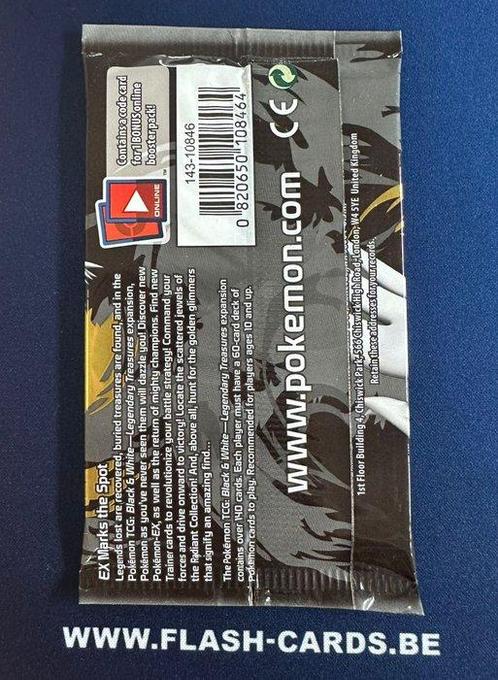 EX Marks the Spot
Legends lost are recovered, buried treasures are found, and in the
Pokémon TCG: Black & White—Legendary Treasures expansion,
Pokémon as you've never seen them will dazzle you! Discover new
Pokémon-EX, as well as the return of mighty champions. Find new
Trainer cards to revolutionize your battle strategy! Command your
forces and drive onward to victory! Locate the scattered jewels of
the Radiant Collection! And, above all, hunt for the golden glimmers
that signify an amazing find...
The Pokémon TCG: Black & White—Legendary Treasures expansion
contains over 140 cards. Each player must have a 60-card deck of
Pokémon cards to play. Recommended for players ages 10 and up.
Contains a code card
for 1 BONUS online
booster pack!
ONLINE
TM
143-10846
0 820650 108464
CE
www.pokemon.com
1st Floor Building 4, Chiswick Park, 566 Chiswick High Road, London, W4 5YE United Kingdom
Retain these addresses for your records.
WWW.FLASH-CARDS.BE